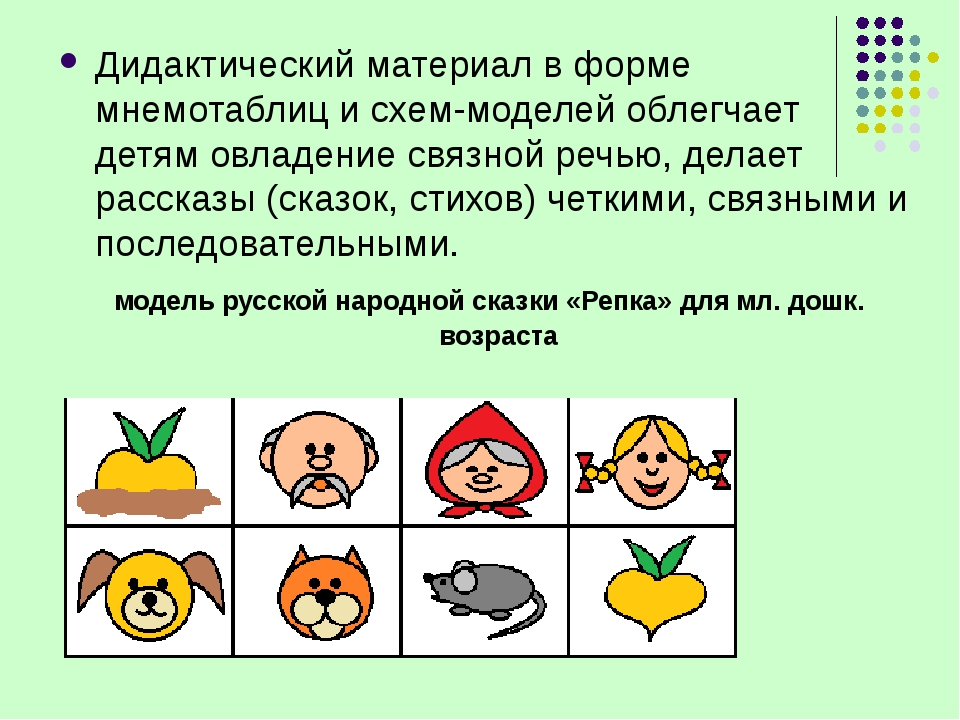 Дидактический материал в форме
мнемотаблиц и схем-моделей облегчает
детям овладение связной речью, делает
рассказы (сказок, стихов) четкими, связными и
последовательными.
модель русской народной сказки «Репка» для мл. дошк.
возраста